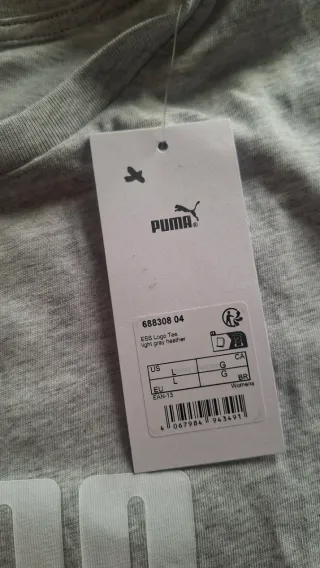 PUMA
688308 04
ESS Logo Tee
light gray heather
US L G CA
EU L G BR
Womens
EAN-13
4 067984 943491